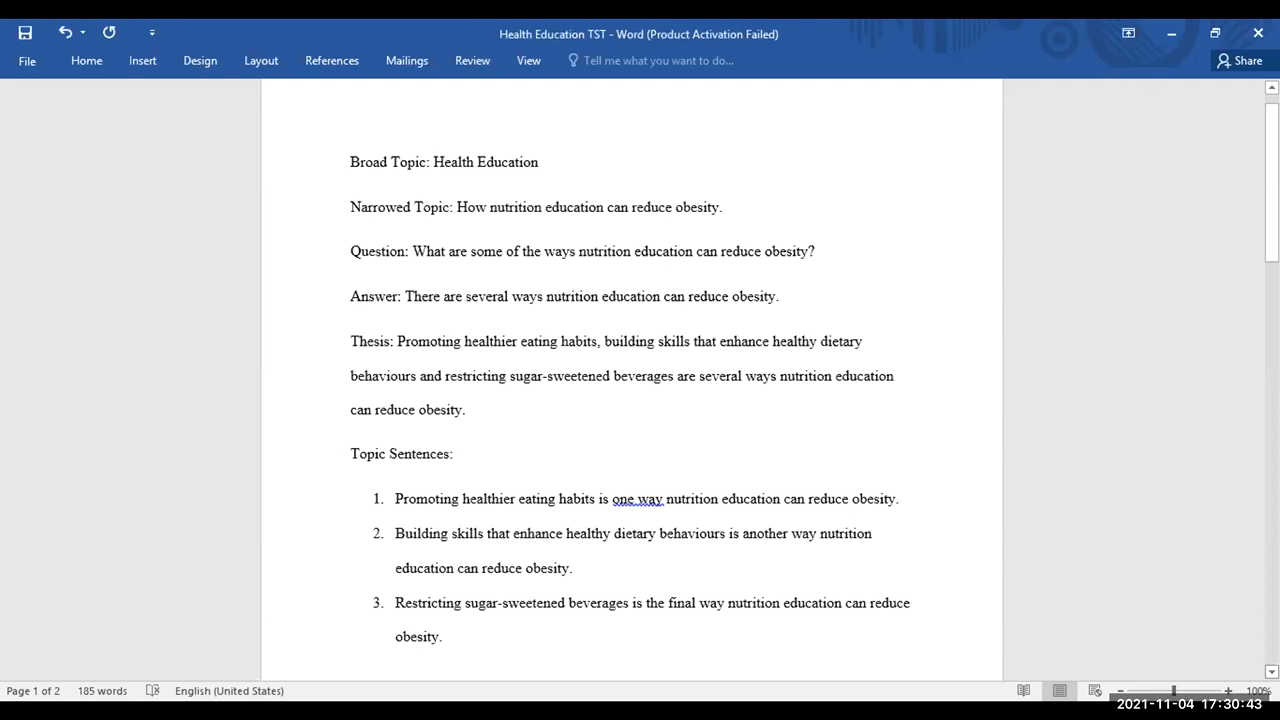 Health Education TST - Word (Product Activation Failed)
File Home Insert Design Layout References Mailings Review View Tell me what you want to do... Share
Broad Topic: Health Education
Narrowed Topic: How nutrition education can reduce obesity.
Question: What are some of the ways nutrition education can reduce obesity?
Answer: There are several ways nutrition education can reduce obesity.
Thesis: Promoting healthier eating habits, building skills that enhance healthy dietary
behaviours and restricting sugar-sweetened beverages are several ways nutrition education
can reduce obesity.
Topic Sentences:
1. Promoting healthier eating habits is one way nutrition education can reduce obesity.
2. Building skills that enhance healthy dietary behaviours is another way nutrition
education can reduce obesity.
3. Restricting sugar-sweetened beverages is the final way nutrition education can reduce
obesity.
Page 1 of 2 185 words English (United States) 100%
2021-11-04 17:30:43